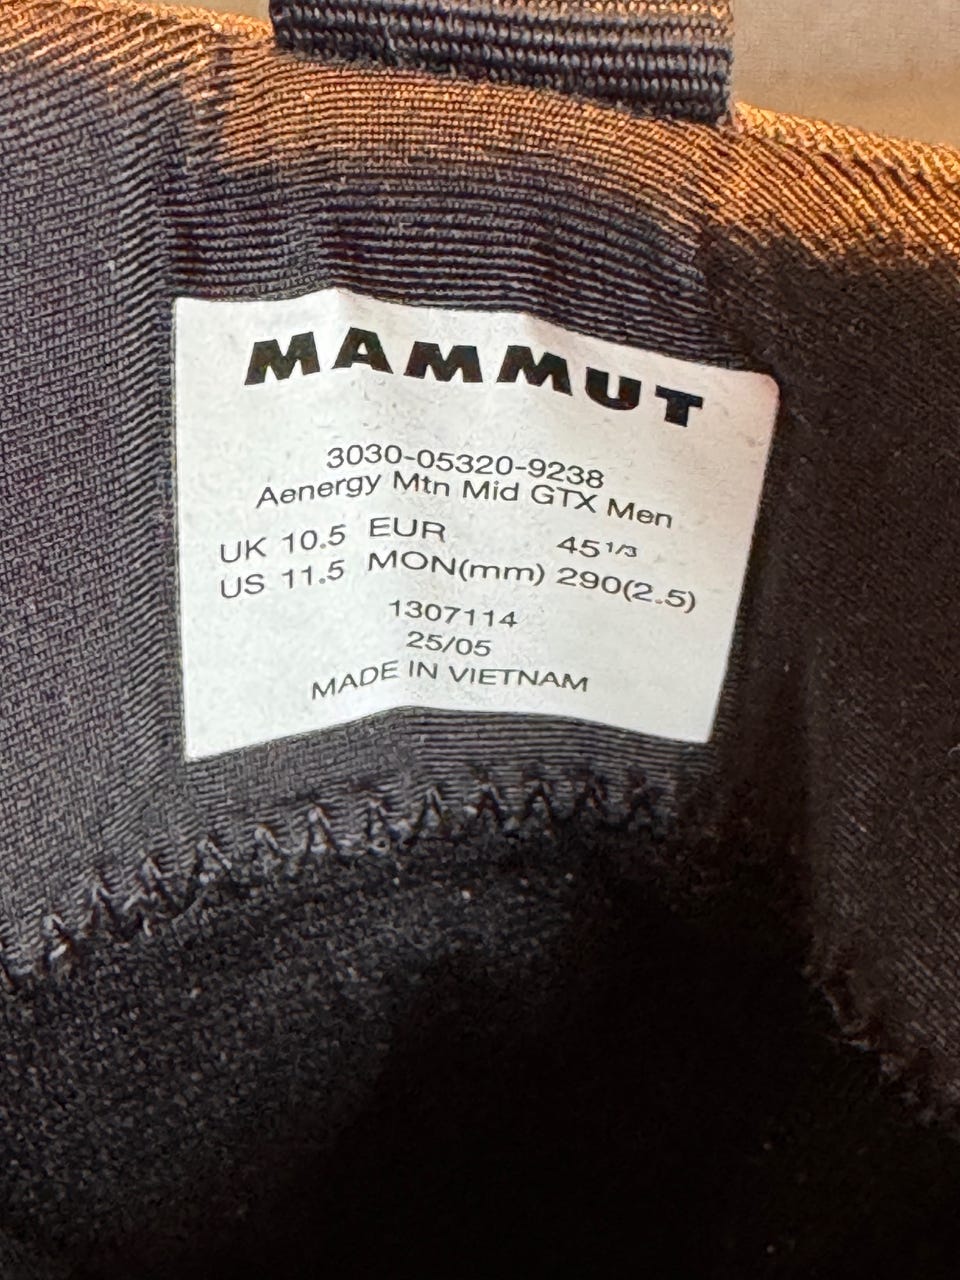 MAMMUT
3030-05320-9238
Aenergy Mtn Mid GTX Men
UK 10.5 EUR 45 1/3
US 11.5 MON(mm) 290(2.5)
1307114
25/05
MADE IN VIETNAM